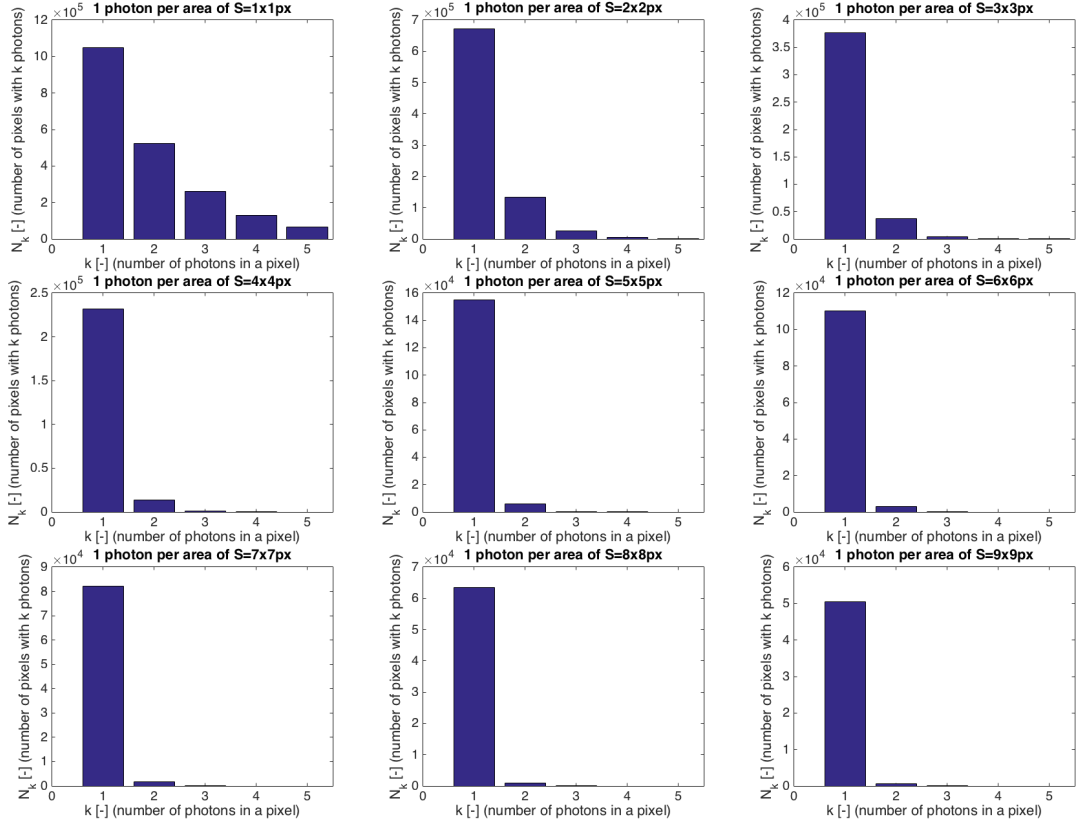 1 photon per area of S=1x1px
×10^5
12
10
8
6
4
2
0
0 1 2 3 4 5
k [-] (number of photons in a pixel)
N_k [-] (number of pixels with k photons)
1 photon per area of S=2x2px
×10^5
7
6
5
4
3
2
1
0
0 1 2 3 4 5
k [-] (number of photons in a pixel)
N_k [-] (number of pixels with k photons)
1 photon per area of S=3x3px
×10^5
4
3.5
3
2.5
2
1.5
1
0.5
0
0 1 2 3 4 5
k [-] (number of photons in a pixel)
N_k [-] (number of pixels with k photons)
1 photon per area of S=4x4px
×10^5
2.5
2
1.5
1
0.5
0
0 1 2 3 4 5
k [-] (number of photons in a pixel)
N_k [-] (number of pixels with k photons)
1 photon per area of S=5x5px
×10^4
16
14
12
10
8
6
4
2
0
0 1 2 3 4 5
k [-] (number of photons in a pixel)
N_k [-] (number of pixels with k photons)
1 photon per area of S=6x6px
×10^4
12
10
8
6
4
2
0
0 1 2 3 4 5
k [-] (number of photons in a pixel)
N_k [-] (number of pixels with k photons)
1 photon per area of S=7x7px
×10^4
9
8
7
6
5
4
3
2
1
0
0 1 2 3 4 5
k [-] (number of photons in a pixel)
N_k [-] (number of pixels with k photons)
1 photon per area of S=8x8px
×10^4
7
6
5
4
3
2
1
0
0 1 2 3 4 5
k [-] (number of photons in a pixel)
N_k [-] (number of pixels with k photons)
1 photon per area of S=9x9px
×10^4
6
5
4
3
2
1
0
0 1 2 3 4 5
k [-] (number of photons in a pixel)
N_k [-] (number of pixels with k photons)